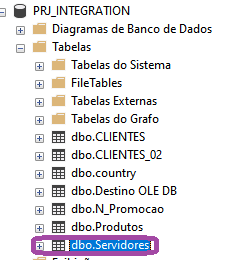 PRJ_INTEGRATION
Diagramas de Banco de Dados
Tabelas
Tabelas do Sistema
FileTables
Tabelas Externas
Tabelas do Grafo
dbo.CLIENTES
dbo.CLIENTES_02
dbo.country
dbo.Destino OLE DB
dbo.N_Promocao
dbo.Produtos
dbo.Servidores